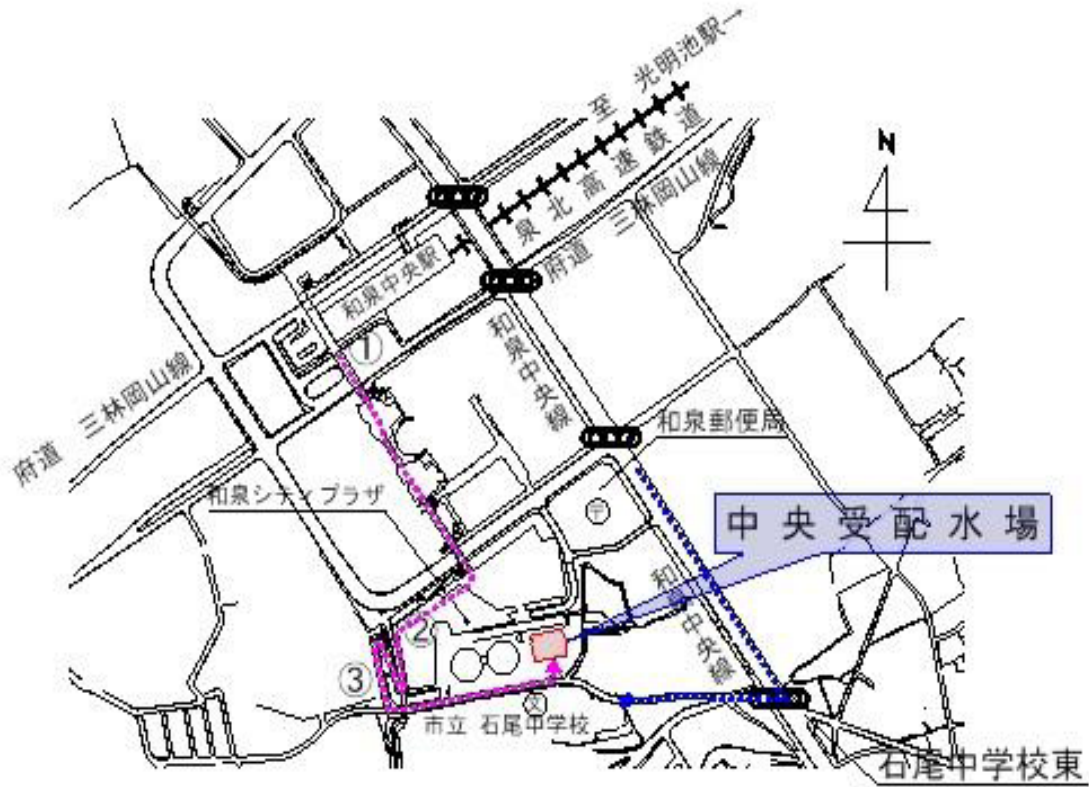 至 光明池駅→
N
泉北高速鉄道
府道 三林岡山線
和泉中央駅
①
和泉中央線
府道 三林岡山線
和泉郵便局
和泉シティプラザ
〒
中央受配水場
和泉中央線
②
③
文
市立 石尾中学校
石尾中学校東